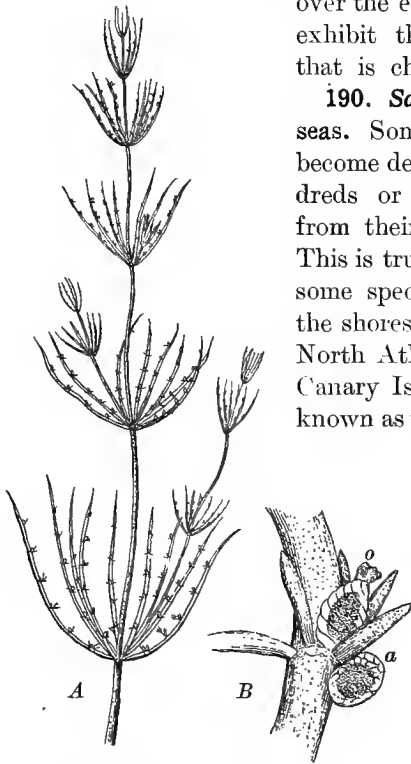 over the e
exhibit th
that is ch
190. Sa
seas. Som
become de
dreds or
from their
This is tru
some spec
the shores
North Atl
Canary Is
known as
o
a
A
B